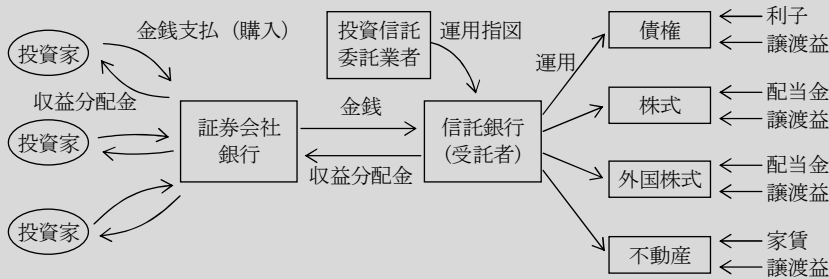 投資家
金銭支払（購入）
収益分配金
投資家
投資家
証券会社
銀行
金銭
収益分配金
投資信託
委託業者
運用指図
信託銀行
(受託者)
運用
債権
利子
譲渡益
株式
配当金
譲渡益
外国株式
配当金
譲渡益
不動産
家賃
譲渡益